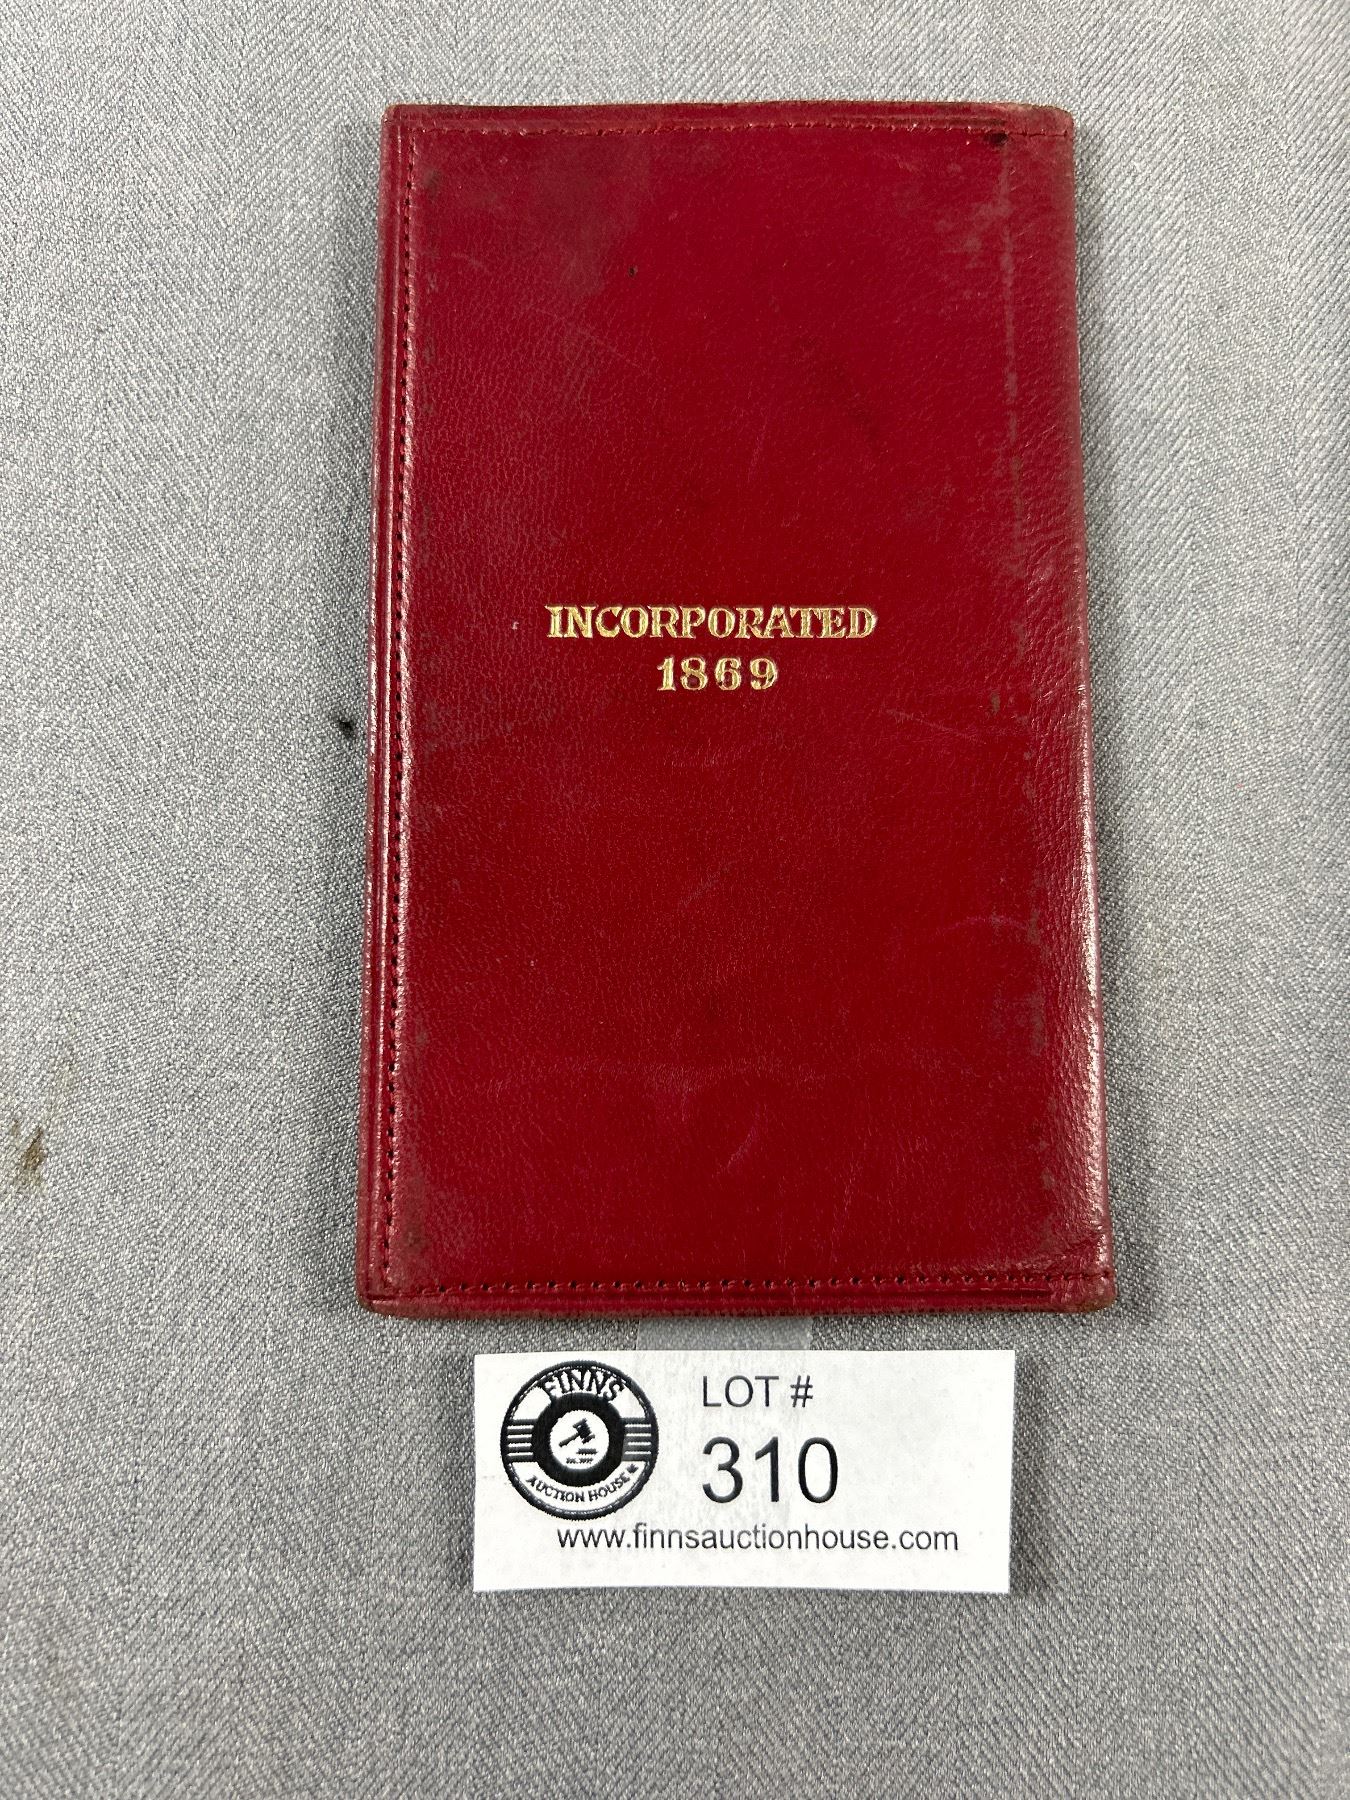 INCORPORATED
1869
FINNS
AUCTION HOUSE
LOT #
310
www.finnsauctionhouse.com